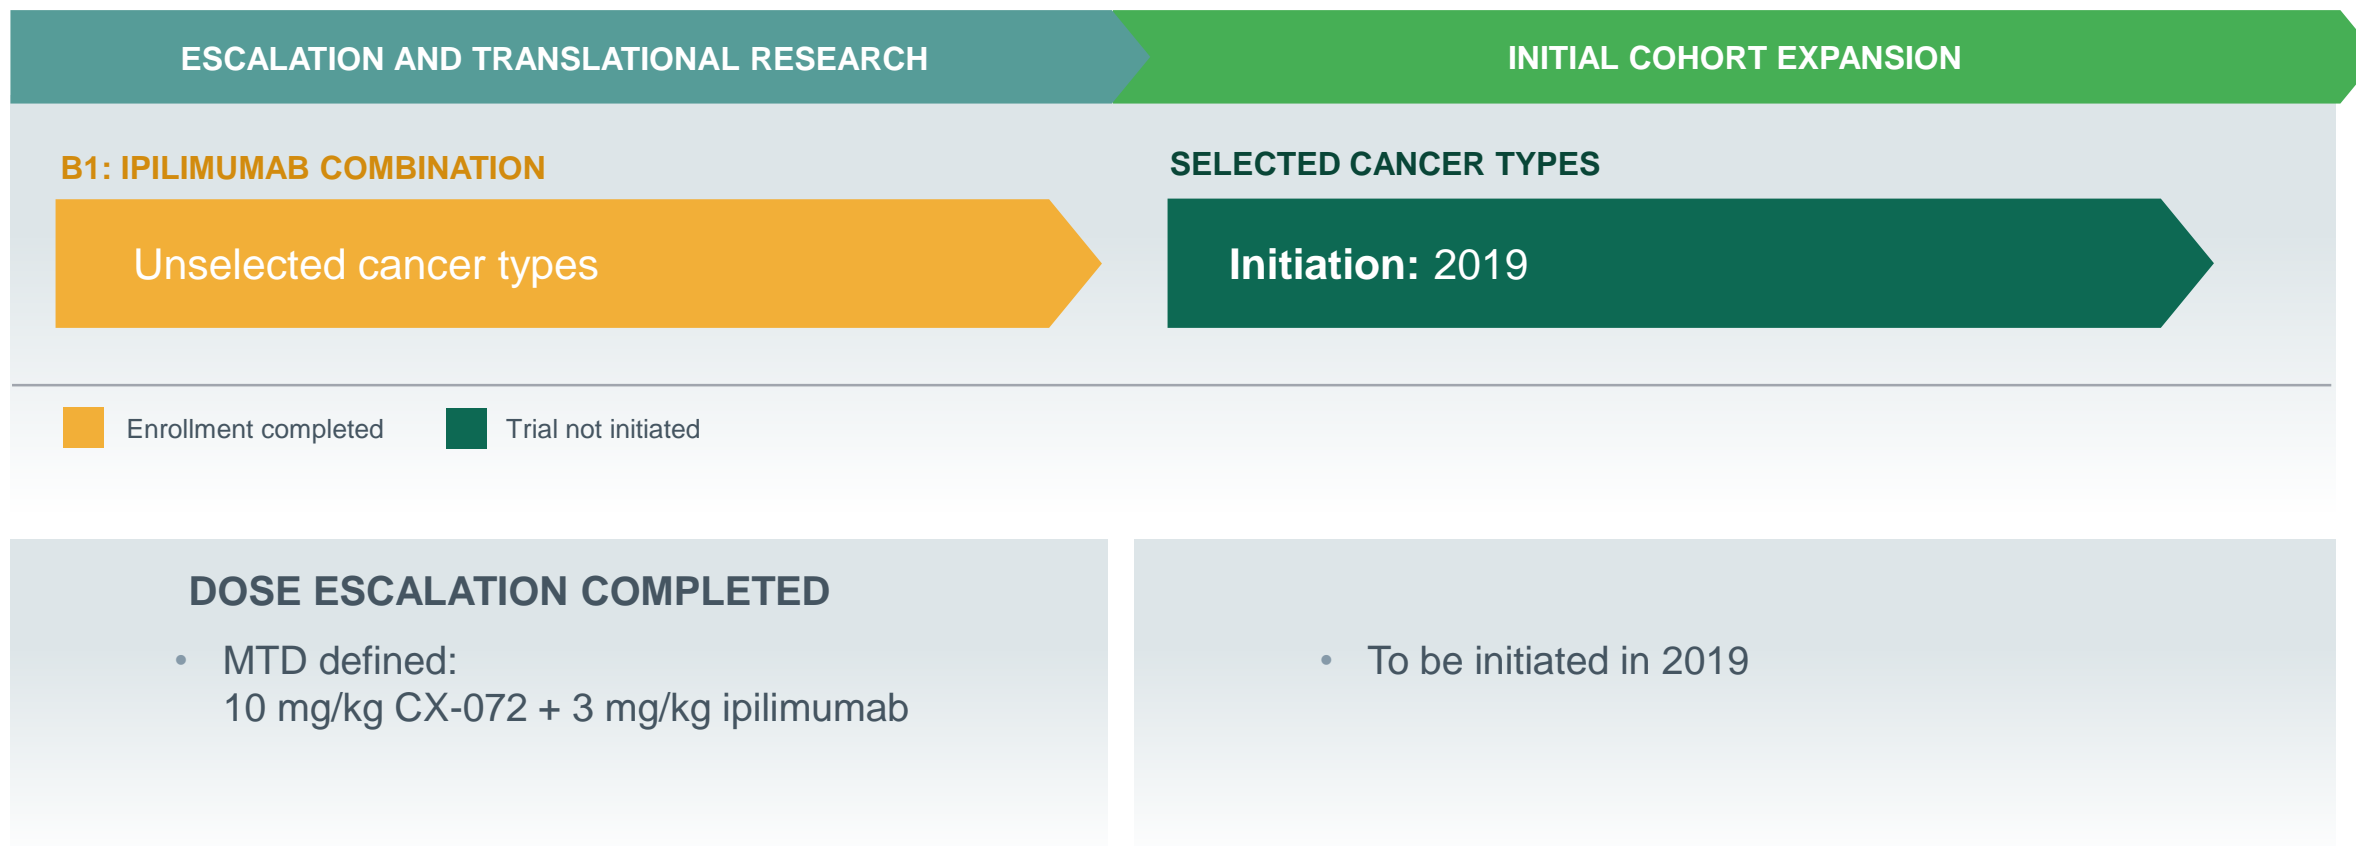 ESCALATION AND TRANSLATIONAL RESEARCH
INITIAL COHORT EXPANSION
B1: IPILIMUMAB COMBINATION
Unselected cancer types
SELECTED CANCER TYPES
Initiation: 2019
Enrollment completed
Trial not initiated
DOSE ESCALATION COMPLETED
• MTD defined:
10 mg/kg CX-072 + 3 mg/kg ipilimumab
• To be initiated in 2019